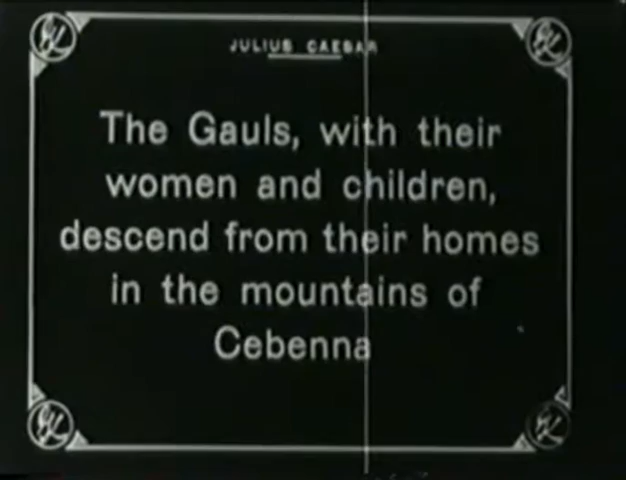 JULIUS CAESAR
The Gauls, with their
women and children,
descend from their homes
in the mountains of
Cebenna